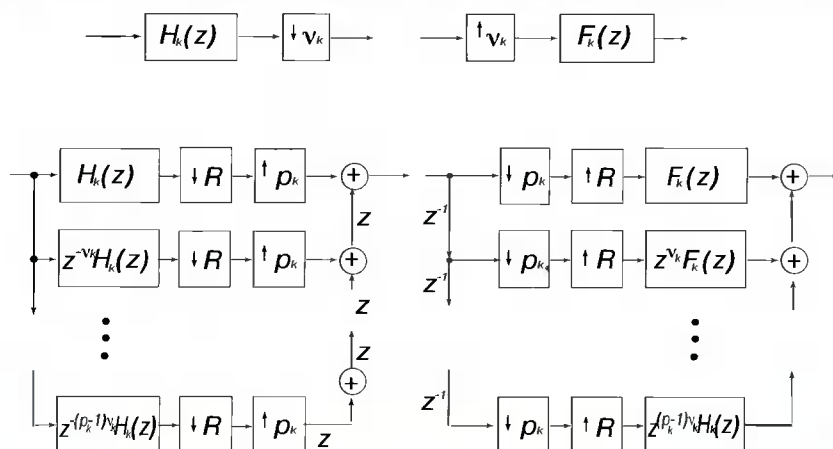 H_k(z) ↓ν_k ↑ν_k F_k(z)
H_k(z) ↓R ↑p_k + ↓p_k ↑R F_k(z) +
z z^-1
z^-ν_k H_k(z) ↓R ↑p_k + ↓p_k ↑R z^ν_k F_k(z) +
z z^-1
z
+
z^-(p_k-1)ν_k H_k(z) ↓R ↑p_k z z^-1 ↓p_k ↑R z^(p_k-1)ν_k H_k(z)